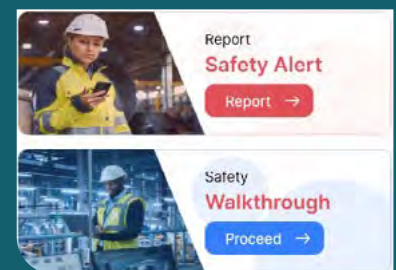 Report
Safety Alert
Report →
Safety
Walkthrough
Proceed →